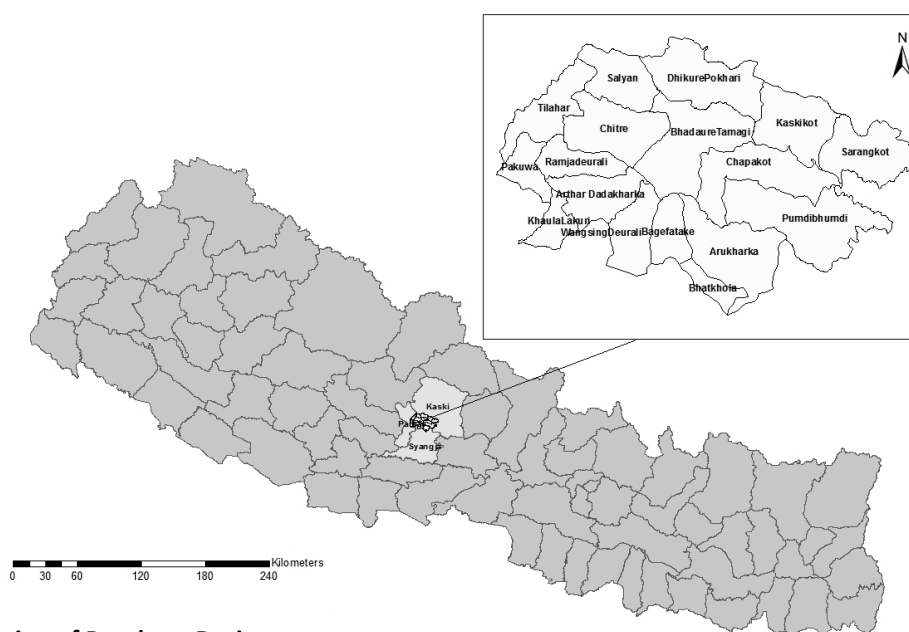 N
Salyan
DhikurePokhari
Tilahar
Chitre
BhadaureTamagi
Kaskikot
Sarangkot
Pakuwa
Ramjadeurali
Chapakot
Arthar Dadakharka
Pumdibhumdi
KhaulaLakuri
WangsingDeurali
Bagefatake
Arukharka
Bhatkhola
Kaski
Syangja
Kilometers
0 30 60 120 180 240